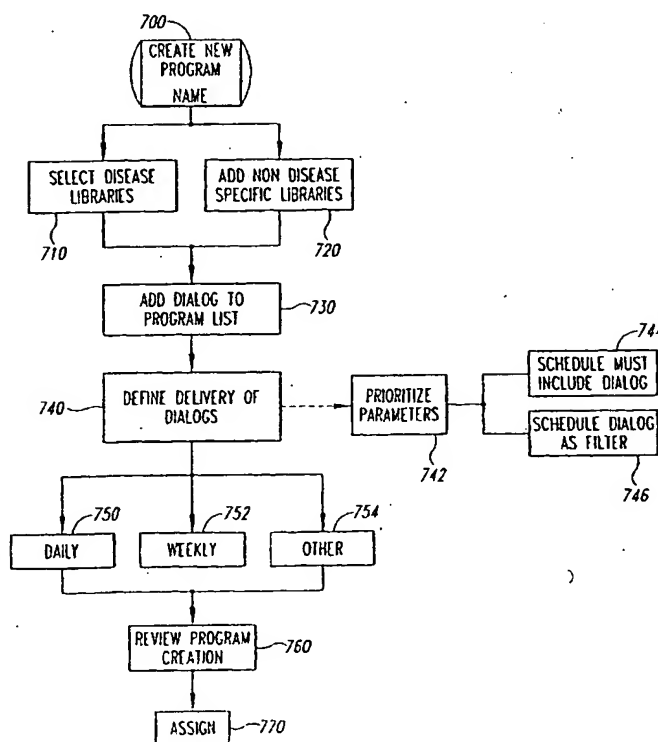 700
CREATE NEW
PROGRAM
NAME
SELECT DISEASE
LIBRARIES
710
ADD NON DISEASE
SPECIFIC LIBRARIES
720
ADD DIALOG TO
PROGRAM LIST
730
740
DEFINE DELIVERY OF
DIALOGS
PRIORITIZE
PARAMETERS
742
744
SCHEDULE MUST
INCLUDE DIALOG
SCHEDULE DIALOG
AS FILTER
746
750
DAILY
752
WEEKLY
754
OTHER
REVIEW PROGRAM
CREATION
760
ASSIGN
770